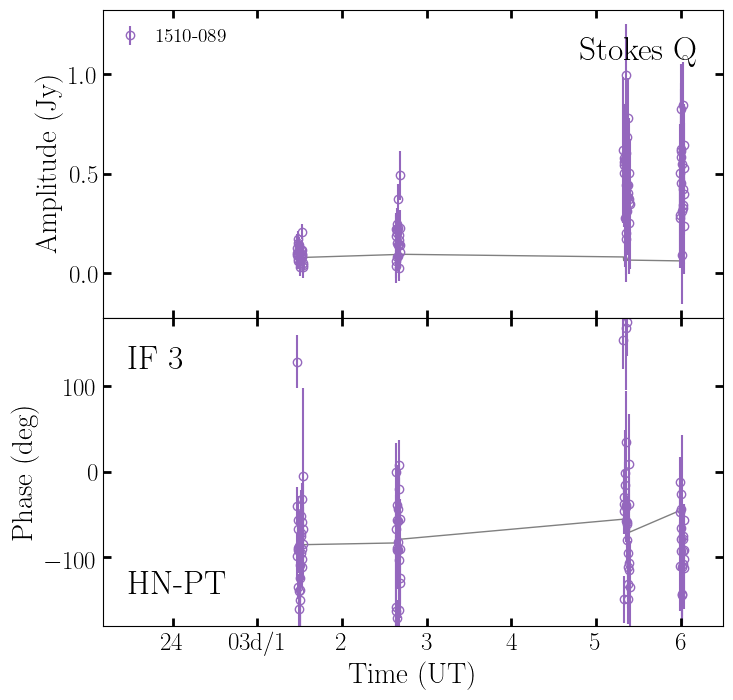 1510-089
Stokes Q
Amplitude (Jy)
1.0
0.5
0.0
IF 3
Phase (deg)
100
0
−100
HN-PT
24 03d/1 2 3 4 5 6
Time (UT)